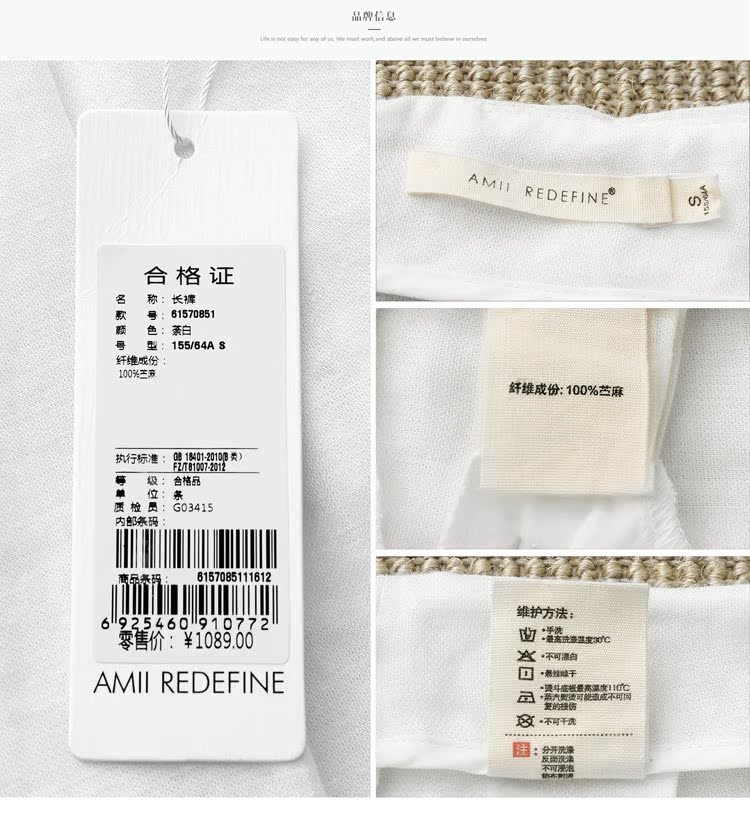 品牌信息
Life is not easy for any of us. We must work,and above all we must believe in ourselves
合格证
名 称：长裤
款 号：61570851
颜 色：茶白
号 型：155/64A S
纤维成份：
100%苎麻
执行标准：GB 18401-2010(B 类)
FZ/T81007-2012
等 级：合格品
单 位：条
质 检 员：G03415
内部条码：
6157085111612
商品条码：
6 925460 910772
零售价：¥1089.00
AMII REDEFINE
AMII REDEFINE®
S
155/64A
纤维成份:100%苎麻
维护方法：
•手洗
•最高洗涤温度30℃
•不可漂白
•悬挂晾干
•熨斗底板最高温度110℃
•蒸汽熨烫可能造成不可回
复的损伤
•不可干洗
注：分开洗涤
反面洗涤
不可浸泡